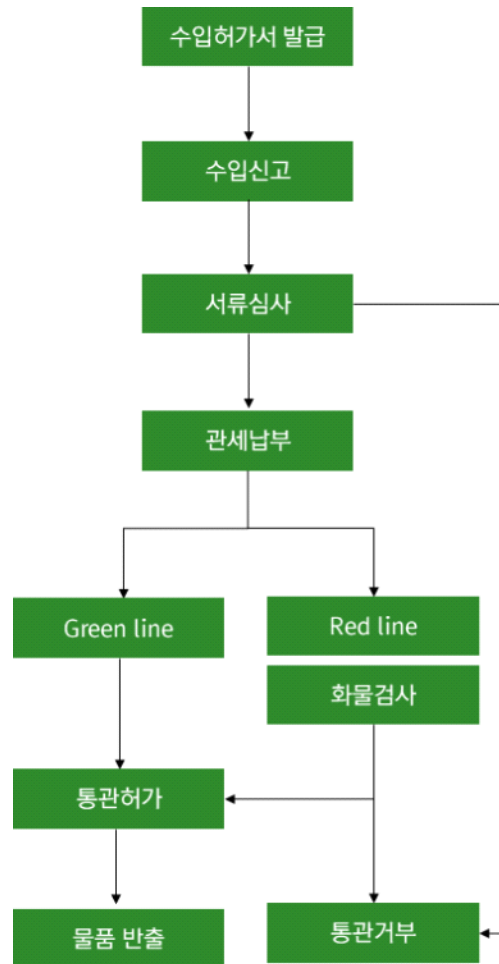 수입허가서 발급
수입신고
서류심사
관세납부
Green line
Red line
화물검사
통관허가
물품 반출
통관거부